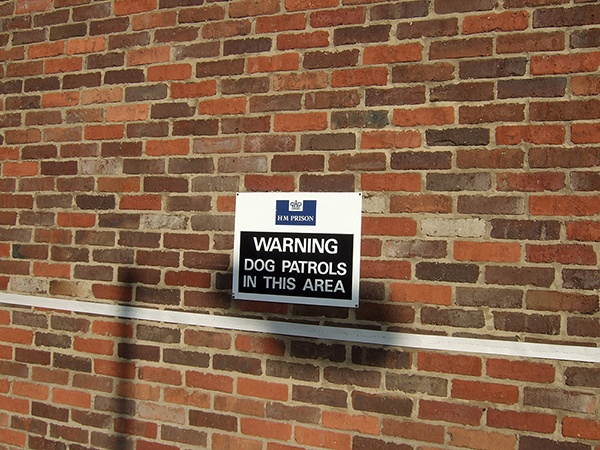 HM PRISON
WARNING
DOG PATROLS
IN THIS AREA